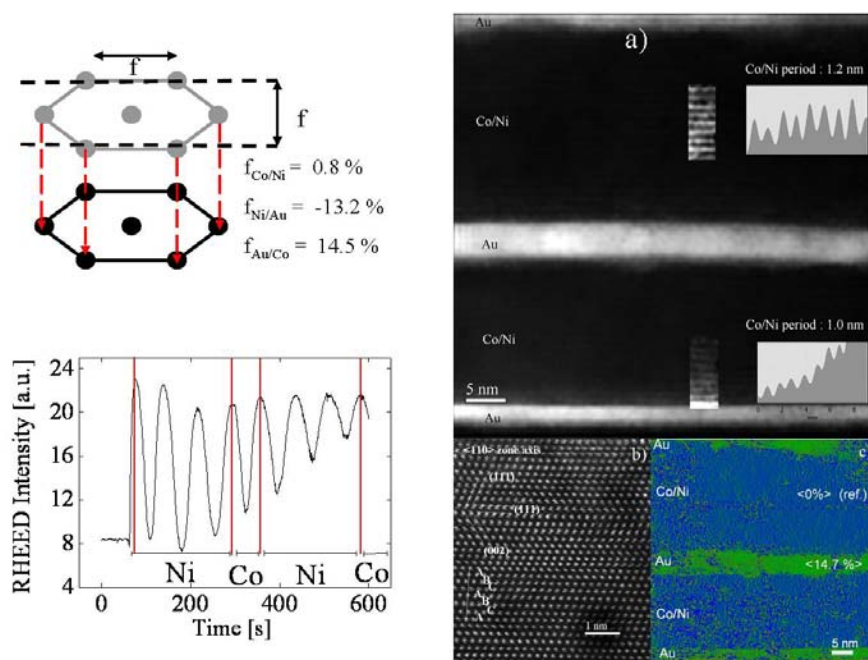 f
f
f Co/Ni = 0.8 %
f Ni/Au = -13.2 %
f Au/Co = 14.5 %
RHEED Intensity [a.u.]
24
20
16
12
8
4
Ni Co Ni Co
0 200 400 600
Time [s]
Au
a)
Co/Ni period : 1.2 nm
Co/Ni
Au
Co/Ni period : 1.0 nm
Co/Ni
5 nm
Au
<110> zone axis
b)
(111)
(002)
A
B
C
A
B
C
A
1 nm
Au
c
Co/Ni
<0%> (ref.)
Au
<14.7 %>
Co/Ni
Au
5 nm